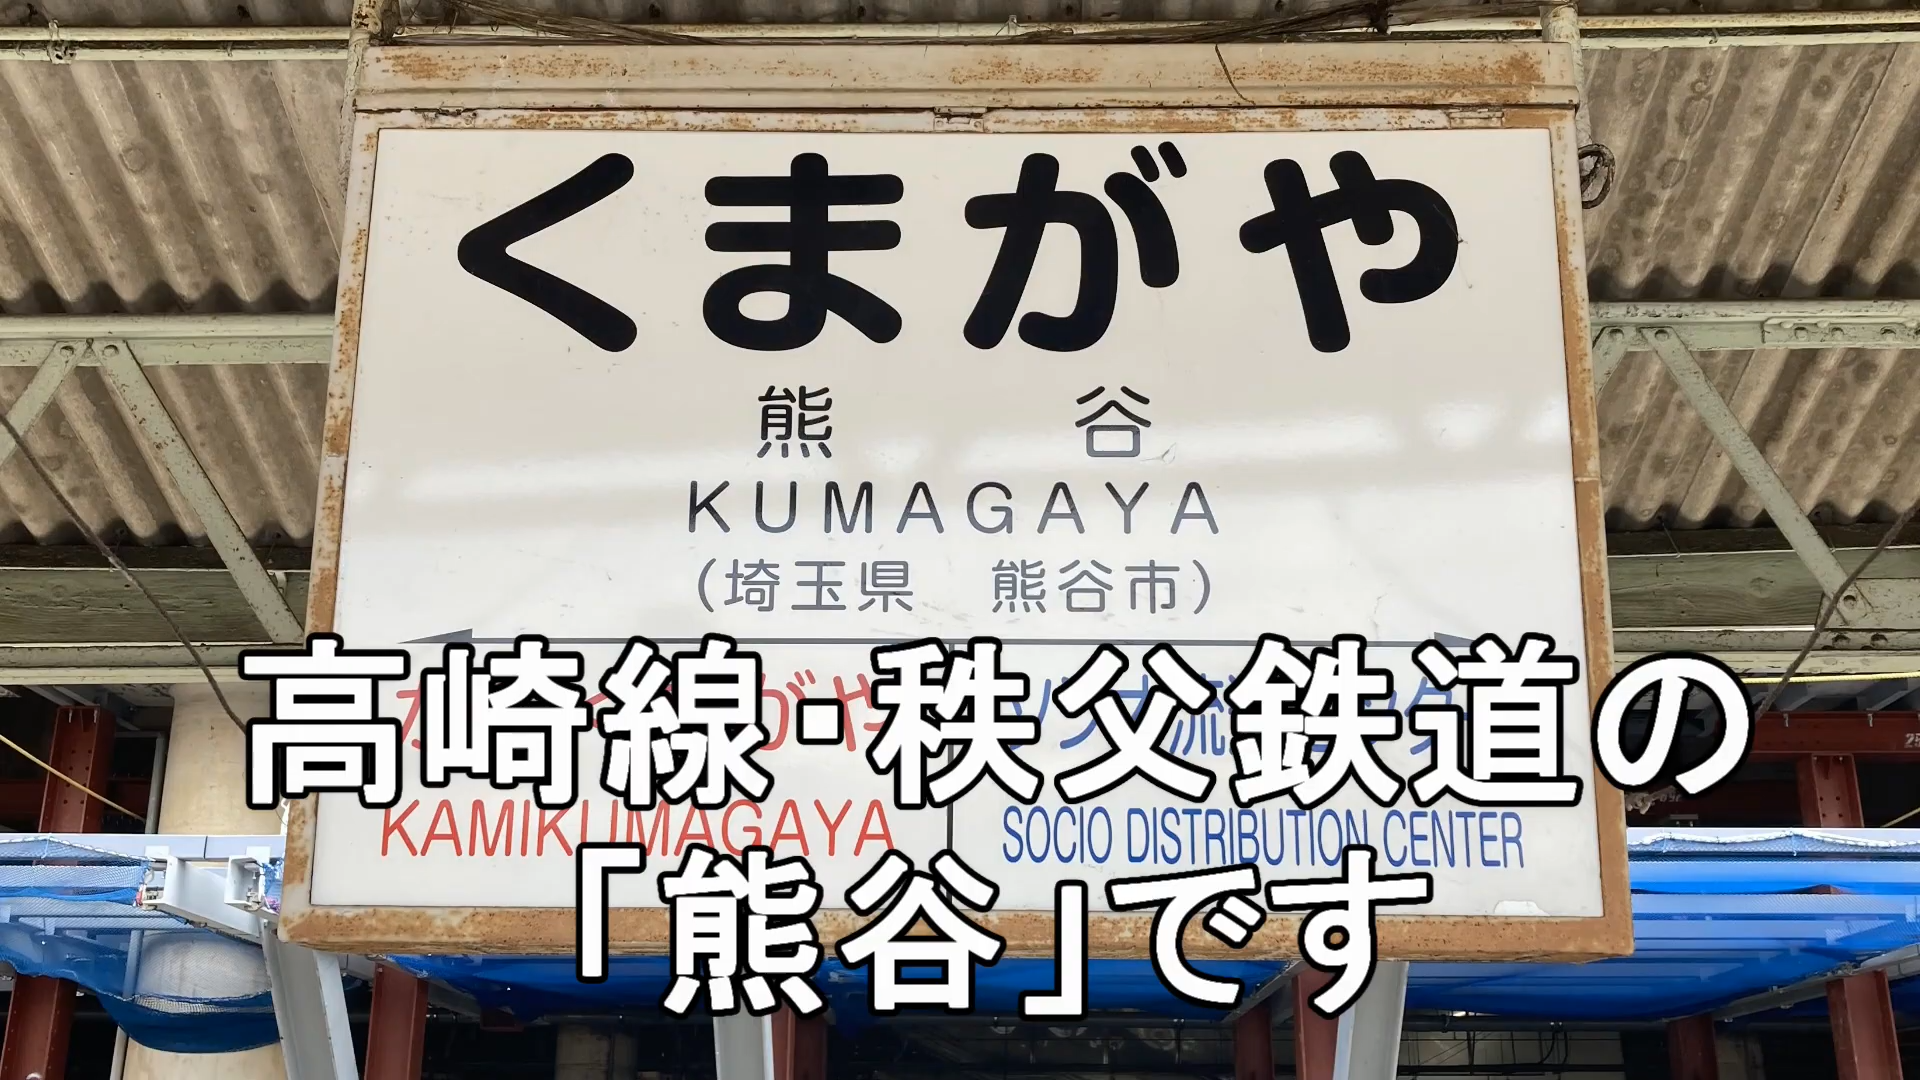 くまがや
熊谷
KUMAGAYA
(埼玉県 熊谷市)
KAMIKUMAGAYA
SOCIO DISTRIBUTION CENTER
高崎線・秩父鉄道の
「熊谷」です